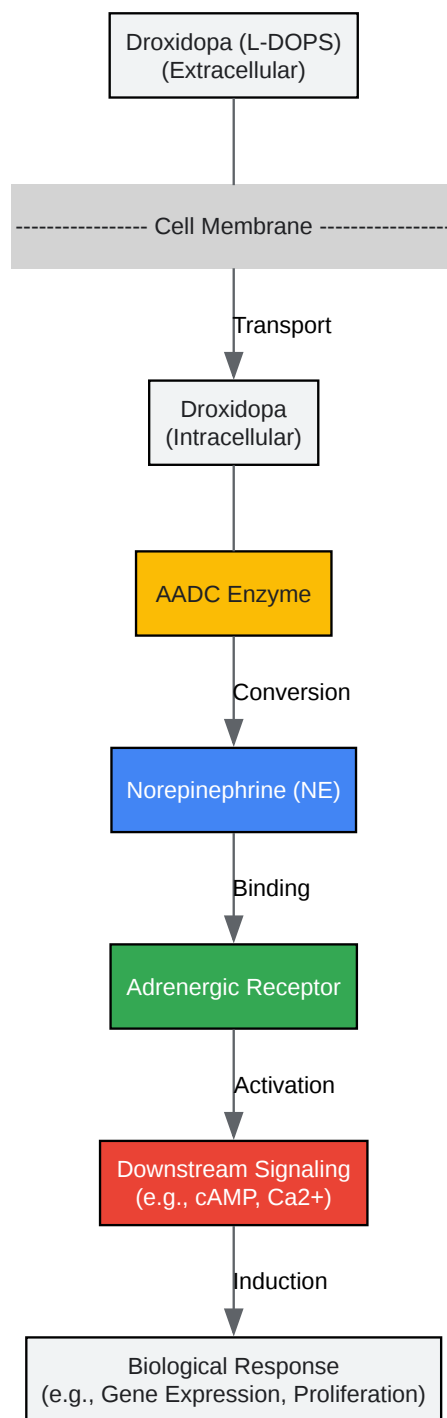 Droxidopa (L-DOPS)
(Extracellular)
----------------- Cell Membrane -----------------
Transport
Droxidopa
(Intracellular)
AADC Enzyme
Conversion
Norepinephrine (NE)
Binding
Adrenergic Receptor
Activation
Downstream Signaling
(e.g., cAMP, Ca2+)
Induction
Biological Response
(e.g., Gene Expression, Proliferation)